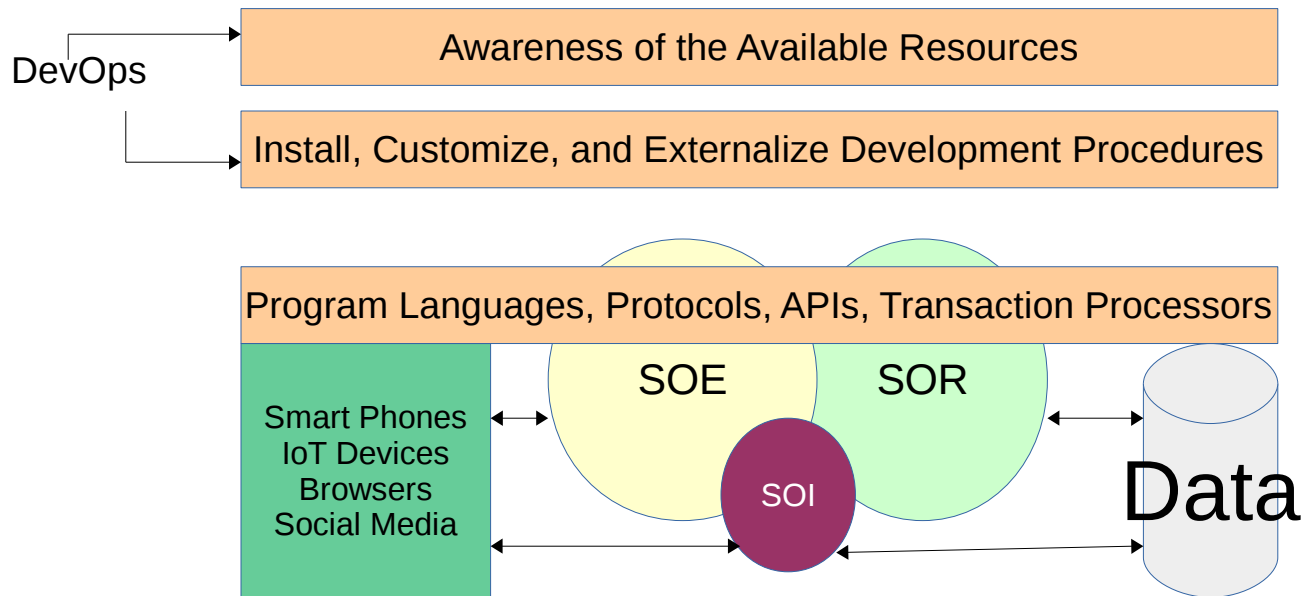 Awareness of the Available Resources
DevOps
Install, Customize, and Externalize Development Procedures
Program Languages, Protocols, APIs, Transaction Processors
SOE
SOR
Smart Phones
IoT Devices
Browsers
Social Media
SOI
Data